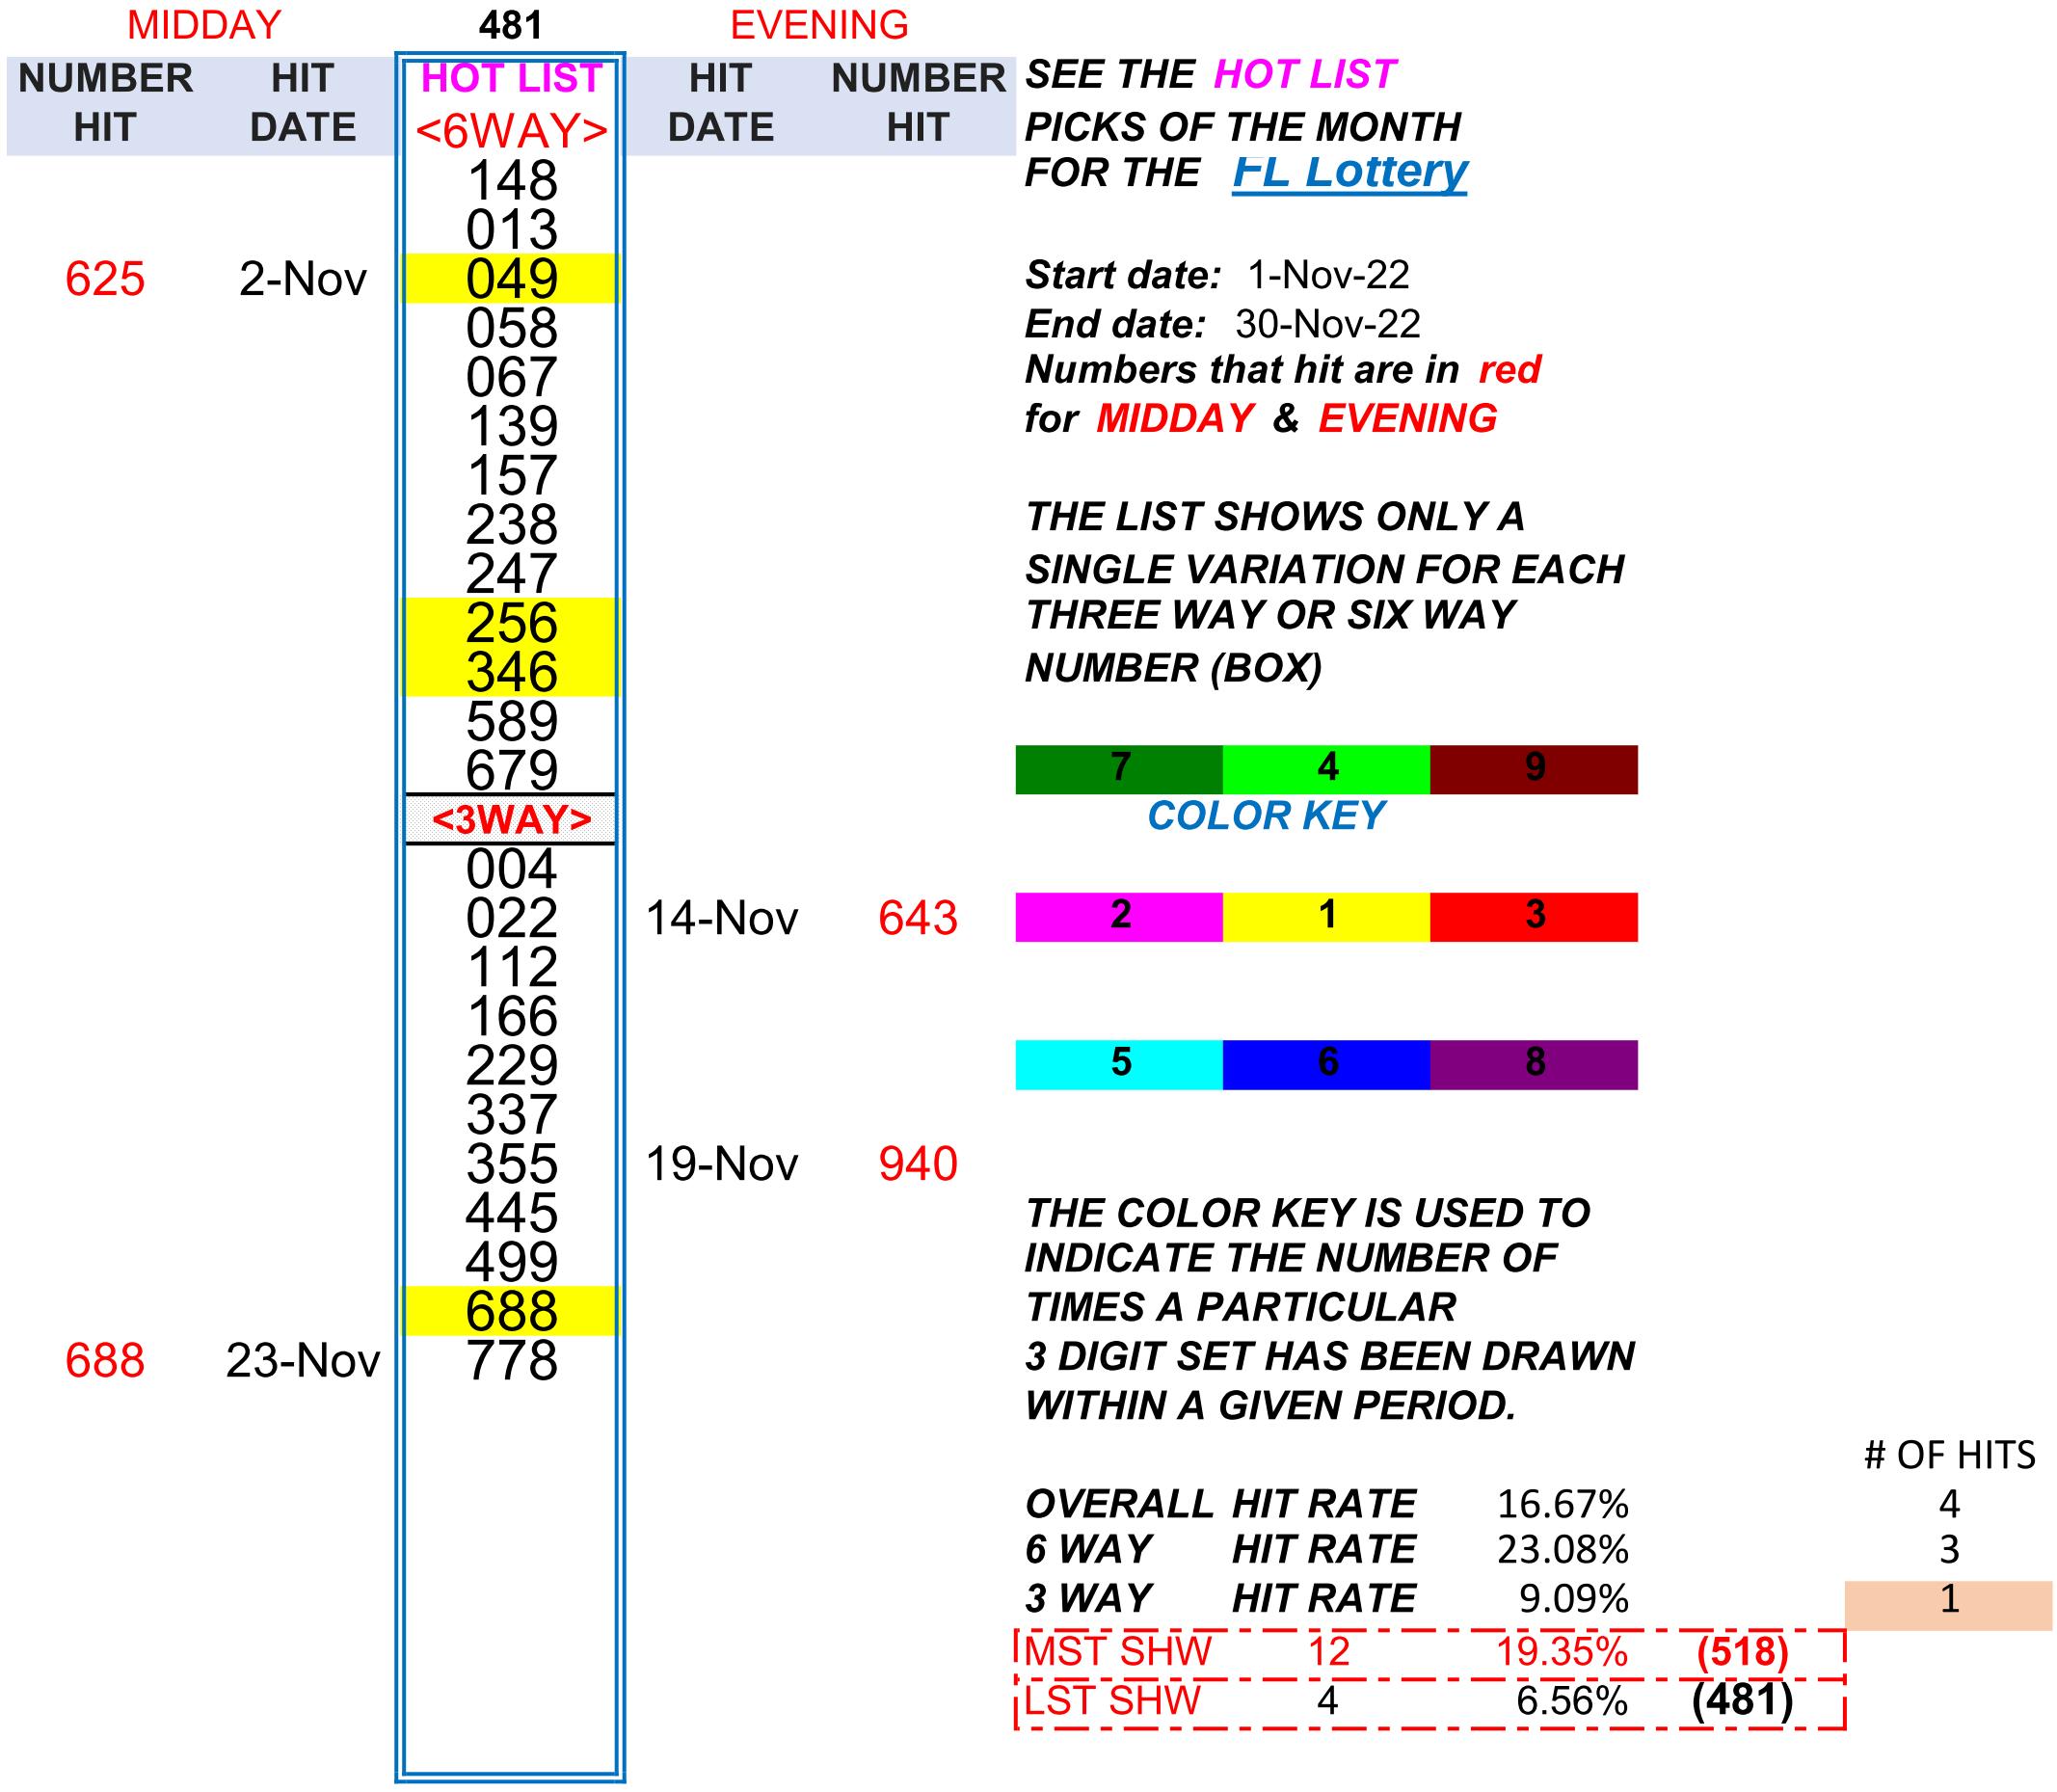 MIDDAY 481 EVENING
NUMBER HIT HOT LIST HIT NUMBER SEE THE HOT LIST
HIT DATE <6WAY> DATE HIT PICKS OF THE MONTH
148 FOR THE FL Lottery
013
625 2-Nov 049 Start date: 1-Nov-22
058 End date: 30-Nov-22
067 Numbers that hit are in red
139 for MIDDAY & EVENING
157
238 THE LIST SHOWS ONLY A
247 SINGLE VARIATION FOR EACH
256 THREE WAY OR SIX WAY
346 NUMBER (BOX)
589
679 7 4 9
<3WAY> COLOR KEY
004
022 14-Nov 643 2 1 3
112
166
229 5 6 8
337
355 19-Nov 940
445 THE COLOR KEY IS USED TO
499 INDICATE THE NUMBER OF
688 TIMES A PARTICULAR
688 23-Nov 778 3 DIGIT SET HAS BEEN DRAWN
WITHIN A GIVEN PERIOD.
# OF HITS
OVERALL HIT RATE 16.67% 4
6 WAY HIT RATE 23.08% 3
3 WAY HIT RATE 9.09% 1
MST SHW 12 19.35% (518)
LST SHW 4 6.56% (481)